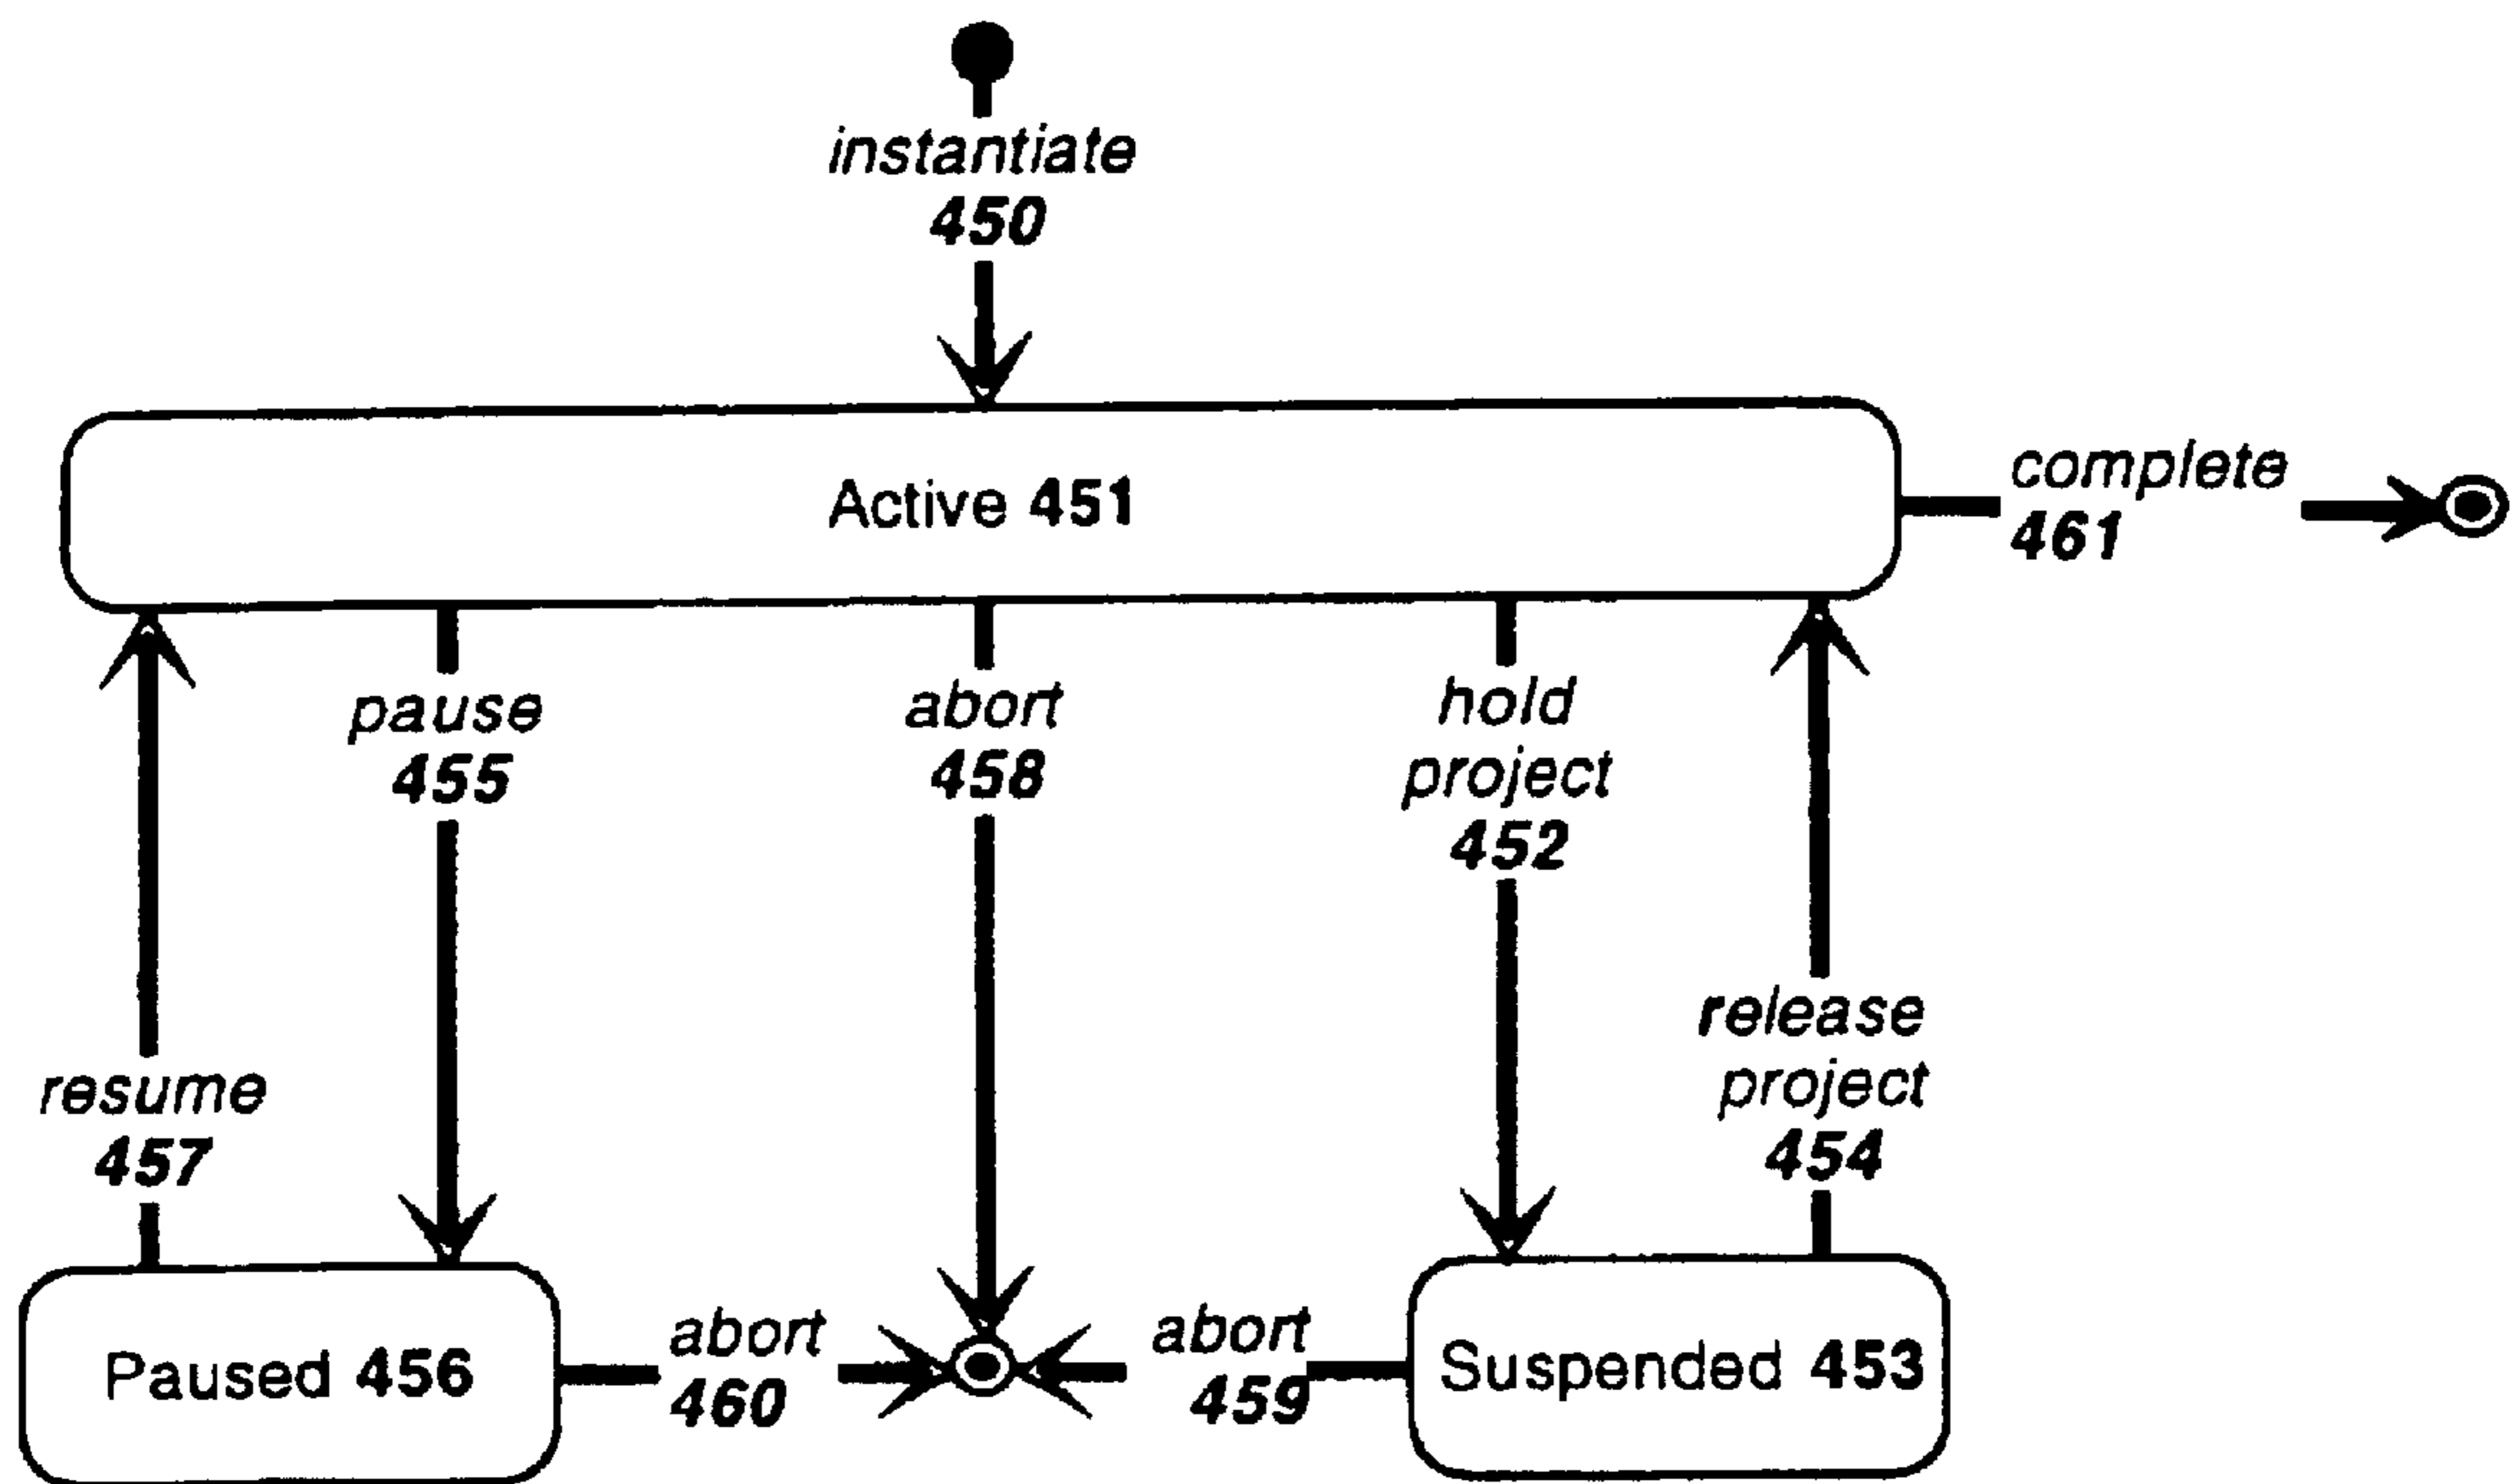 instantiate
450
Active 451
complete
461
pause
455
abort
458
hold
project
452
release
project
454
resume
457
Paused 456
abort
460
abort
459
Suspended 453